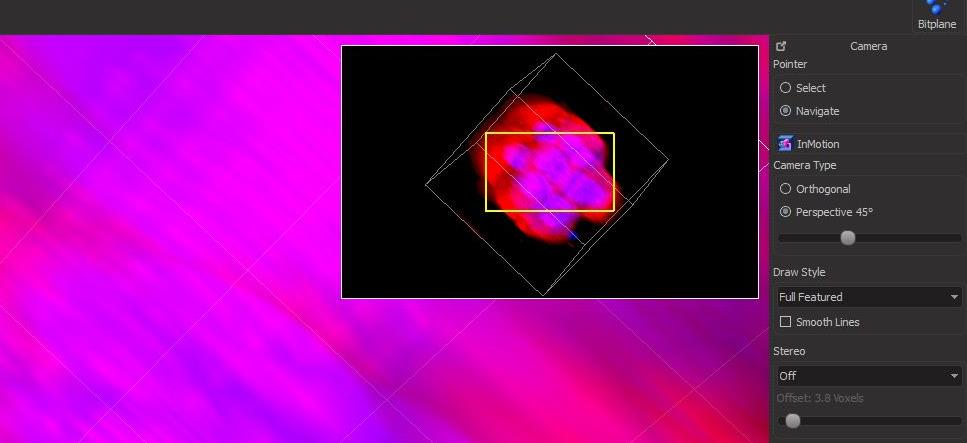 Bitplane
Camera
Pointer
Select
Navigate
InMotion
Camera Type
Orthogonal
Perspective 45°
Draw Style
Full Featured
Smooth Lines
Stereo
Off
Offset: 3.8 Voxels